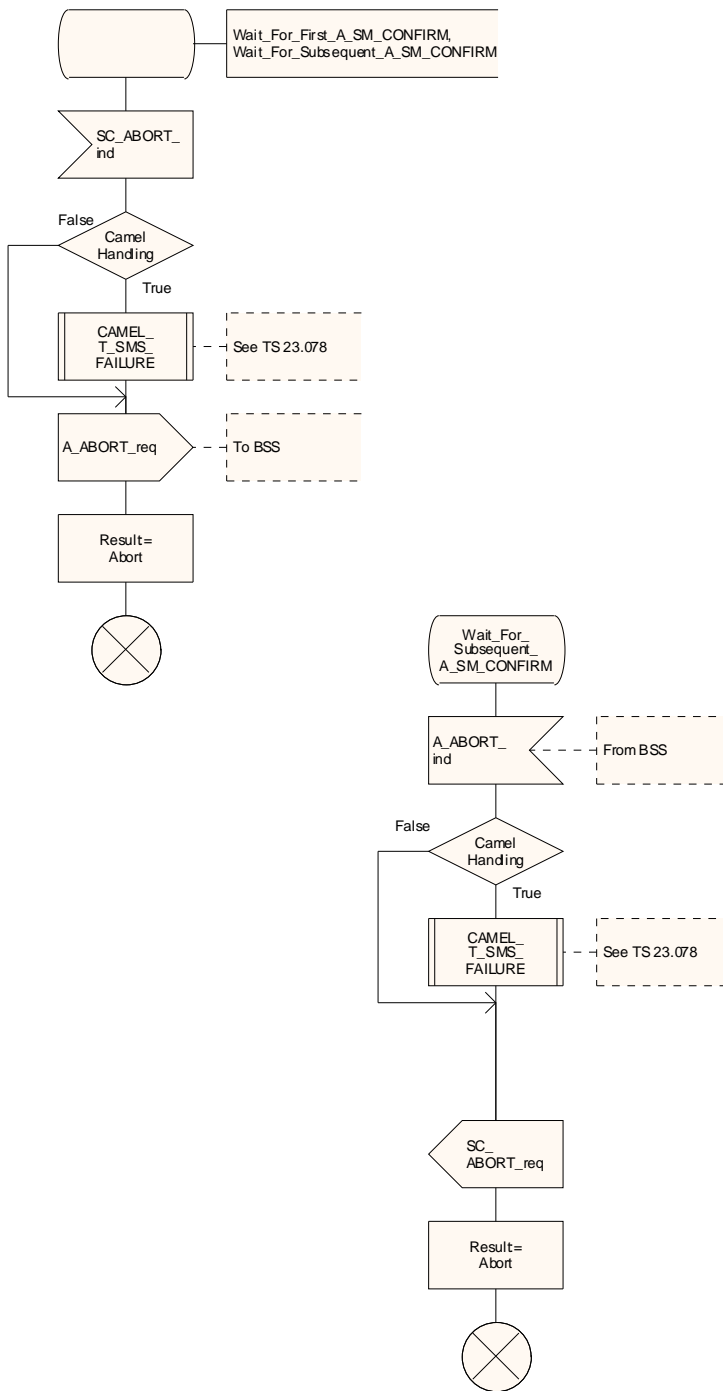 Wait_For_First_A_SM_CONFIRM,
Wait_For_Subsequent_A_SM_CONFIRM
SC_ABORT_
ind
False
Camel
Handling
True
CAMEL_
T_SMS_
FAILURE
See TS 23.078
A_ABORT_req
To BSS
Result=
Abort
Wait_For_
Subsequent_
A_SM_CONFIRM
A_ABORT_
ind
From BSS
False
Camel
Handling
True
CAMEL_
T_SMS_
FAILURE
See TS 23.078
SC_
ABORT_req
Result=
Abort